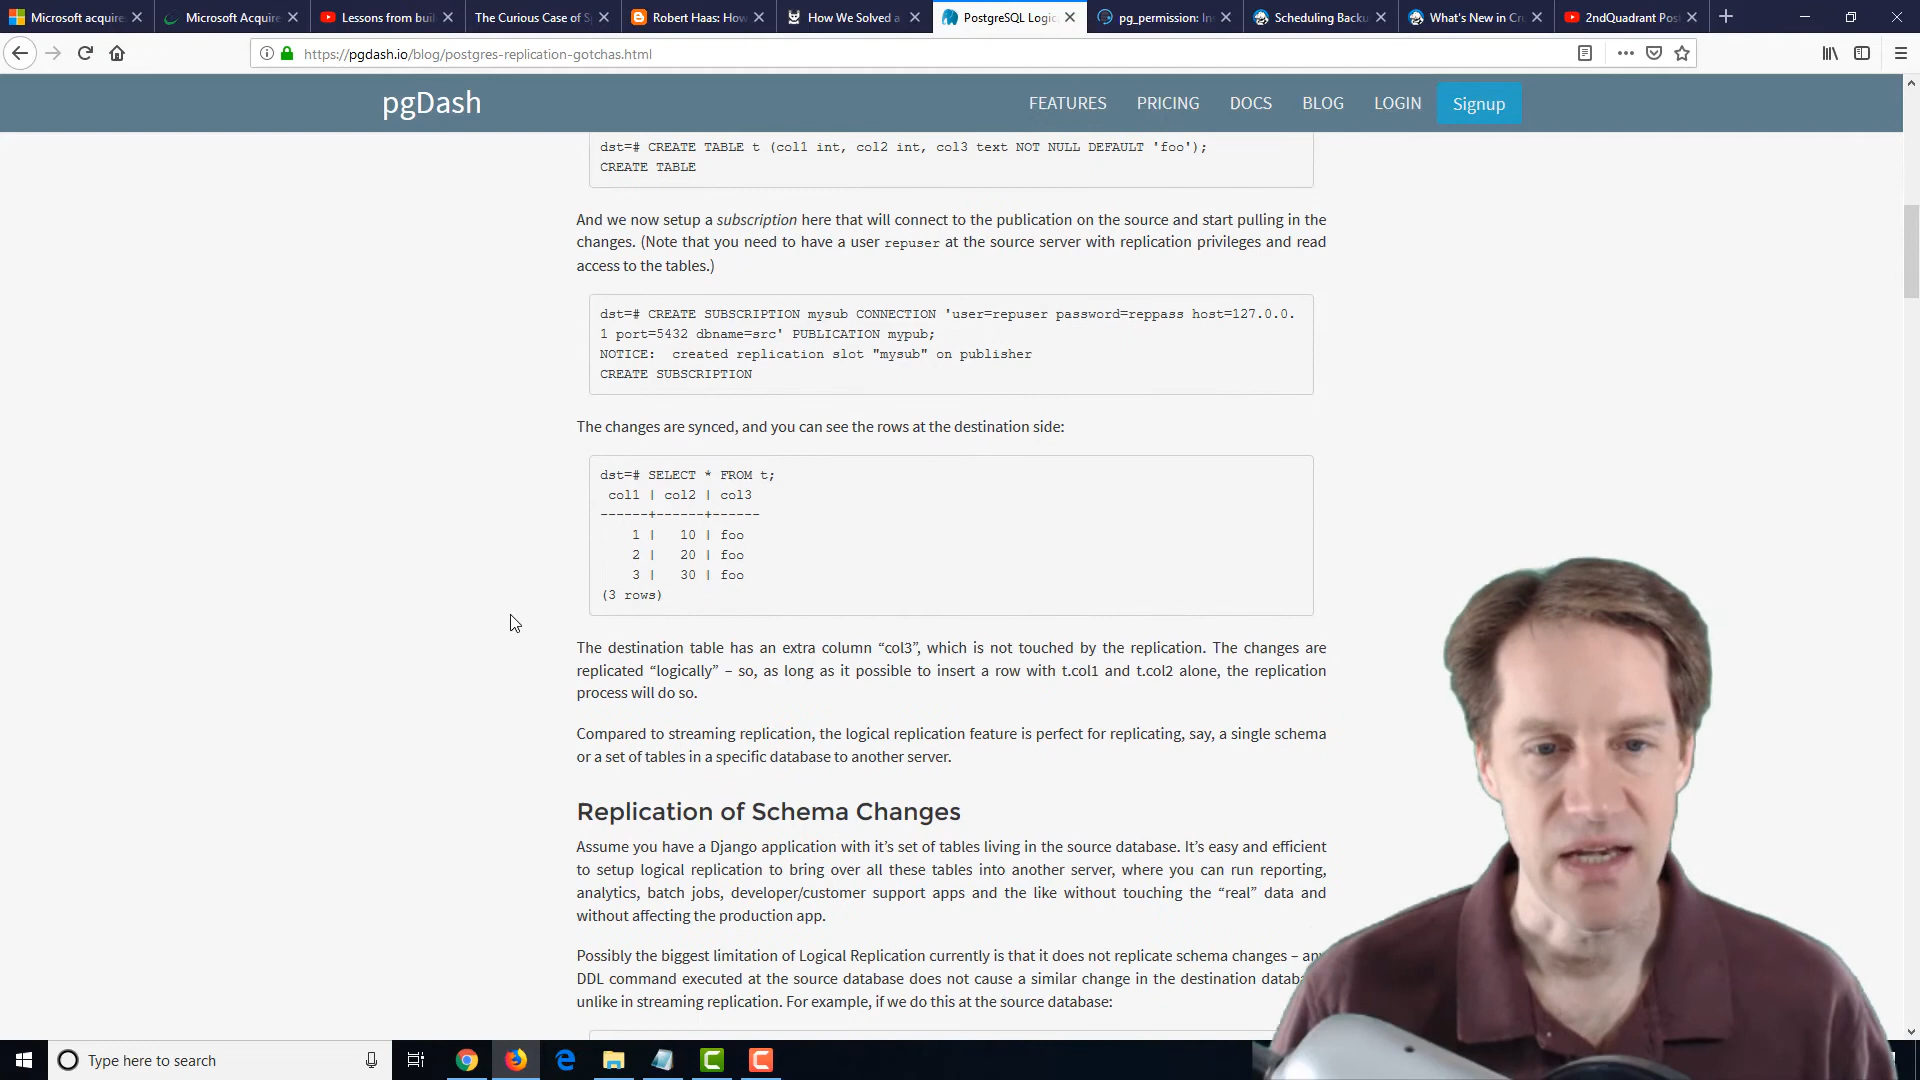 Microsoft acquire
Microsoft Acquire
Lessons from buil
The Curious Case of S
Robert Haas: How
How We Solved a
PostgreSQL Logic
pg_permission: Ins
Scheduling Backu
What's New in Cru
2ndQuadrant Pos
https://pgdash.io/blog/postgres-replication-gotchas.html
pgDash
FEATURES
PRICING
DOCS
BLOG
LOGIN
Signup
dst=# CREATE TABLE t (col1 int, col2 int, col3 text NOT NULL DEFAULT 'foo');
CREATE TABLE
And we now setup a subscription here that will connect to the publication on the source and start pulling in the
changes. (Note that you need to have a user repuser at the source server with replication privileges and read
access to the tables.)
dst=# CREATE SUBSCRIPTION mysub CONNECTION 'user=repuser password=reppass host=127.0.0.
1 port=5432 dbname=src' PUBLICATION mypub;
NOTICE:  created replication slot "mysub" on publisher
CREATE SUBSCRIPTION
The changes are synced, and you can see the rows at the destination side:
dst=# SELECT * FROM t;
col1 | col2 | col3
------+------+------
1 |   10 | foo
2 |   20 | foo
3 |   30 | foo
(3 rows)
The destination table has an extra column “col3”, which is not touched by the replication. The changes are
replicated “logically” – so, as long as it possible to insert a row with t.col1 and t.col2 alone, the replication
process will do so.
Compared to streaming replication, the logical replication feature is perfect for replicating, say, a single schema
or a set of tables in a specific database to another server.
Replication of Schema Changes
Assume you have a Django application with it’s set of tables living in the source database. It’s easy and efficient
to setup logical replication to bring over all these tables into another server, where you can run reporting,
analytics, batch jobs, developer/customer support apps and the like without touching the “real” data and
without affecting the production app.
Possibly the biggest limitation of Logical Replication currently is that it does not replicate schema changes – any
DDL command executed at the source database does not cause a similar change in the destination datab
unlike in streaming replication. For example, if we do this at the source database:
Type here to search